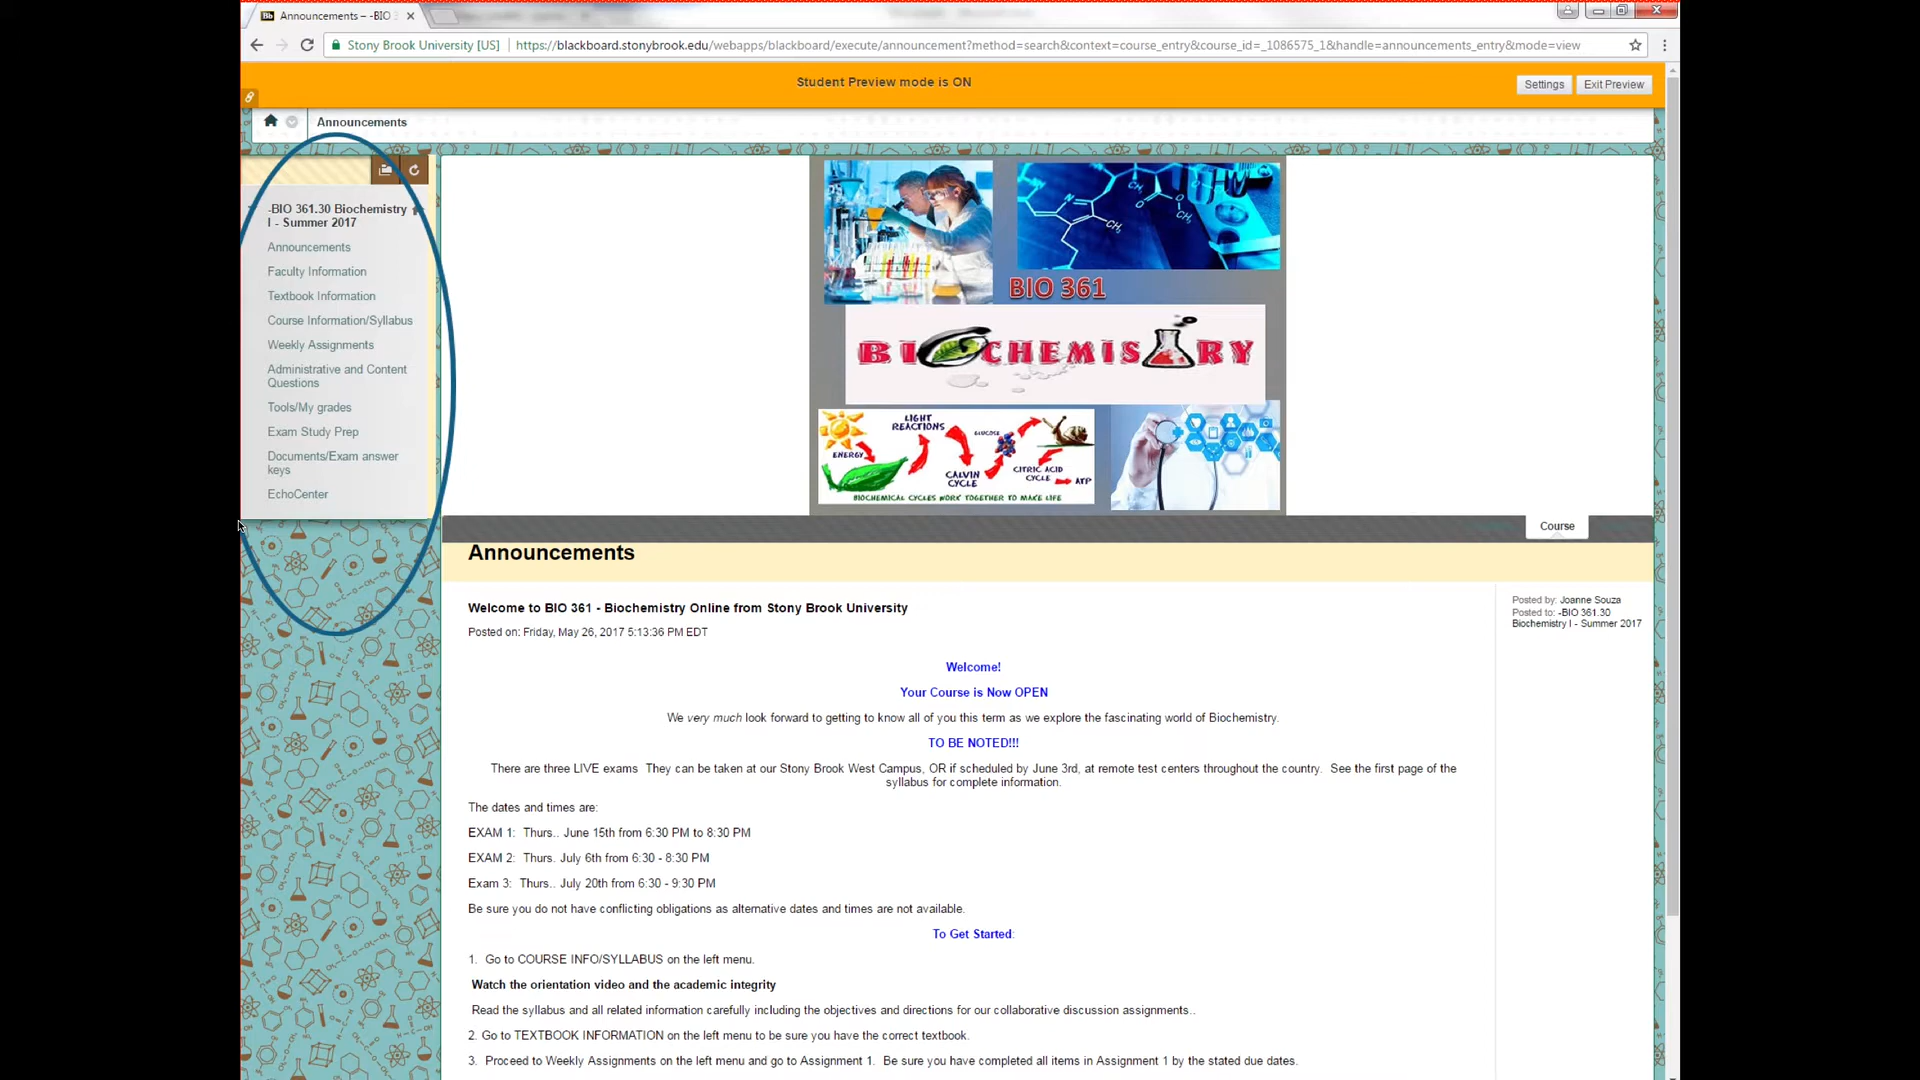 Announcements – -BIO 3
Stony Brook University [US] https://blackboard.stonybrook.edu/webapps/blackboard/execute/announcement?method=search&context=course_entry&course_id=_1086575_1&handle=announcements_entry&mode=view
Student Preview mode is ON
Settings
Exit Preview
Announcements
-BIO 361.30 Biochemistry
I - Summer 2017
Announcements
Faculty Information
Textbook Information
Course Information/Syllabus
Weekly Assignments
Administrative and Content
Questions
Tools/My grades
Exam Study Prep
Documents/Exam answer
keys
EchoCenter
CH₃
CH₃
BIO 361
BIOCHEMISTRY
LIGHT
REACTIONS
GLUCOSE
ENERGY
CALVIN
CYCLE
CITRIC ACID
CYCLE
ATP
BIOCHEMICAL CYCLES WORK TOGETHER TO MAKE LIFE
Course
Announcements
Welcome to BIO 361 - Biochemistry Online from Stony Brook University
Posted on: Friday, May 26, 2017 5:13:36 PM EDT
Posted by: Joanne Souza
Posted to: -BIO 361.30
Biochemistry I - Summer 2017
Welcome!
Your Course is Now OPEN
We very much look forward to getting to know all of you this term as we explore the fascinating world of Biochemistry.
TO BE NOTED!!!
There are three LIVE exams They can be taken at our Stony Brook West Campus, OR if scheduled by June 3rd, at remote test centers throughout the country. See the first page of the
syllabus for complete information.
The dates and times are:
EXAM 1: Thurs.. June 15th from 6:30 PM to 8:30 PM
EXAM 2: Thurs. July 6th from 6:30 - 8:30 PM
Exam 3: Thurs.. July 20th from 6:30 - 9:30 PM
Be sure you do not have conflicting obligations as alternative dates and times are not available.
To Get Started:
1. Go to COURSE INFO/SYLLABUS on the left menu.
Watch the orientation video and the academic integrity
Read the syllabus and all related information carefully including the objectives and directions for our collaborative discussion assignments..
2. Go to TEXTBOOK INFORMATION on the left menu to be sure you have the correct textbook.
3. Proceed to Weekly Assignments on the left menu and go to Assignment 1. Be sure you have completed all items in Assignment 1 by the stated due dates.